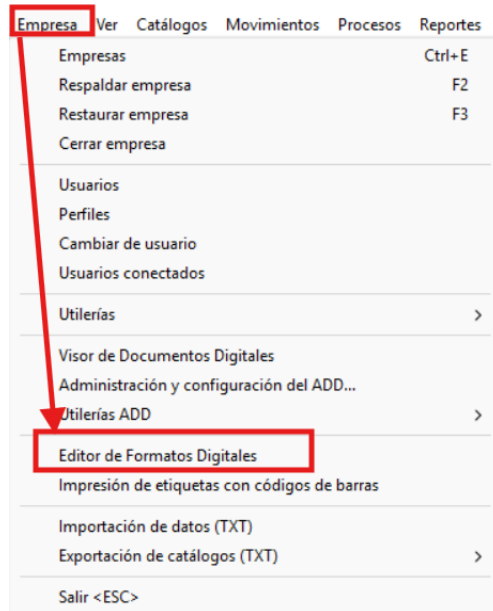 Empresa Ver Catálogos Movimientos Procesos Reportes
Empresas Ctrl+E
Respaldar empresa F2
Restaurar empresa F3
Cerrar empresa
Usuarios
Perfiles
Cambiar de usuario
Usuarios conectados
Utilerías >
Visor de Documentos Digitales
Administración y configuración del ADD...
Utilerías ADD >
Editor de Formatos Digitales
Impresión de etiquetas con códigos de barras
Importación de datos (TXT)
Exportación de catálogos (TXT) >
Salir <ESC>